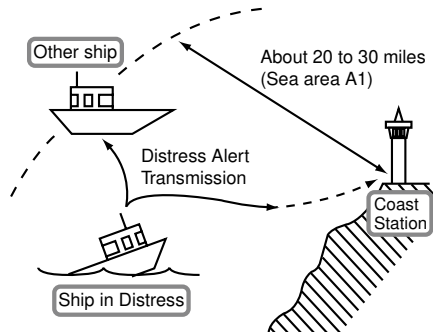 Other ship
About 20 to 30 miles
(Sea area A1)
Distress Alert
Transmission
Coast
Station
Ship in Distress